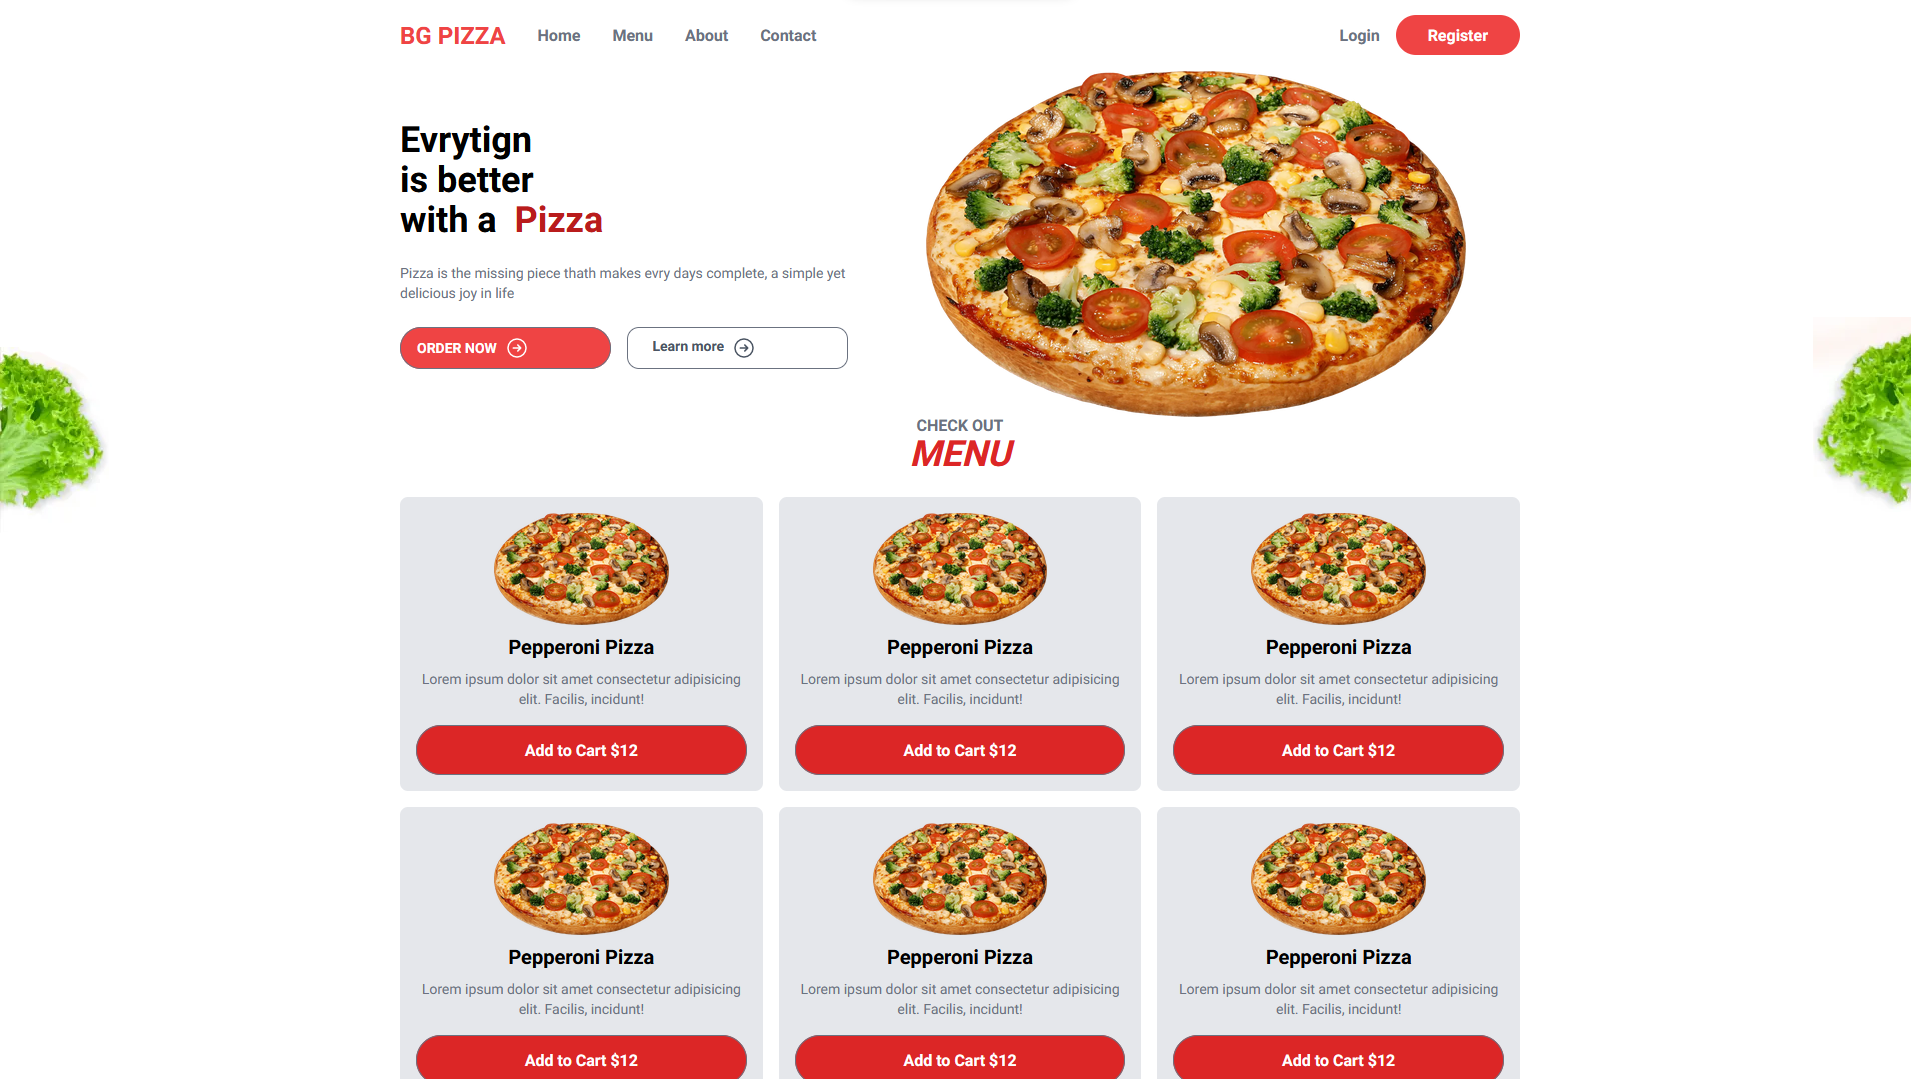 BG PIZZA Home Menu About Contact Login Register
Evrytign
is better
with a Pizza
Pizza is the missing piece thath makes evry days complete, a simple yet
delicious joy in life
ORDER NOW Learn more
CHECK OUT
MENU
Pepperoni Pizza
Lorem ipsum dolor sit amet consectetur adipisicing
elit. Facilis, incidunt!
Add to Cart $12
Pepperoni Pizza
Lorem ipsum dolor sit amet consectetur adipisicing
elit. Facilis, incidunt!
Add to Cart $12
Pepperoni Pizza
Lorem ipsum dolor sit amet consectetur adipisicing
elit. Facilis, incidunt!
Add to Cart $12
Pepperoni Pizza
Lorem ipsum dolor sit amet consectetur adipisicing
elit. Facilis, incidunt!
Add to Cart $12
Pepperoni Pizza
Lorem ipsum dolor sit amet consectetur adipisicing
elit. Facilis, incidunt!
Add to Cart $12
Pepperoni Pizza
Lorem ipsum dolor sit amet consectetur adipisicing
elit. Facilis, incidunt!
Add to Cart $12